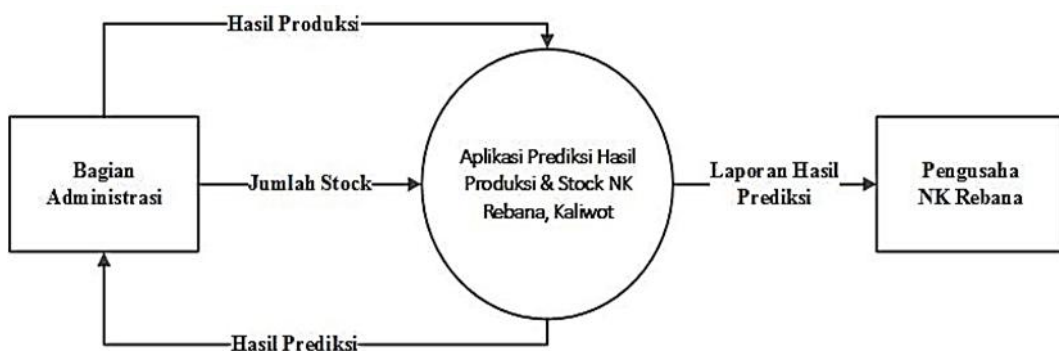 Hasil Produksi
Bagian
Administrasi
Jumlah Stock
Aplikasi Prediksi Hasil
Produksi & Stock NK
Rebana, Kaliwot
Laporan Hasil
Prediksi
Pengusaha
NK Rebana
Hasil Prediksi